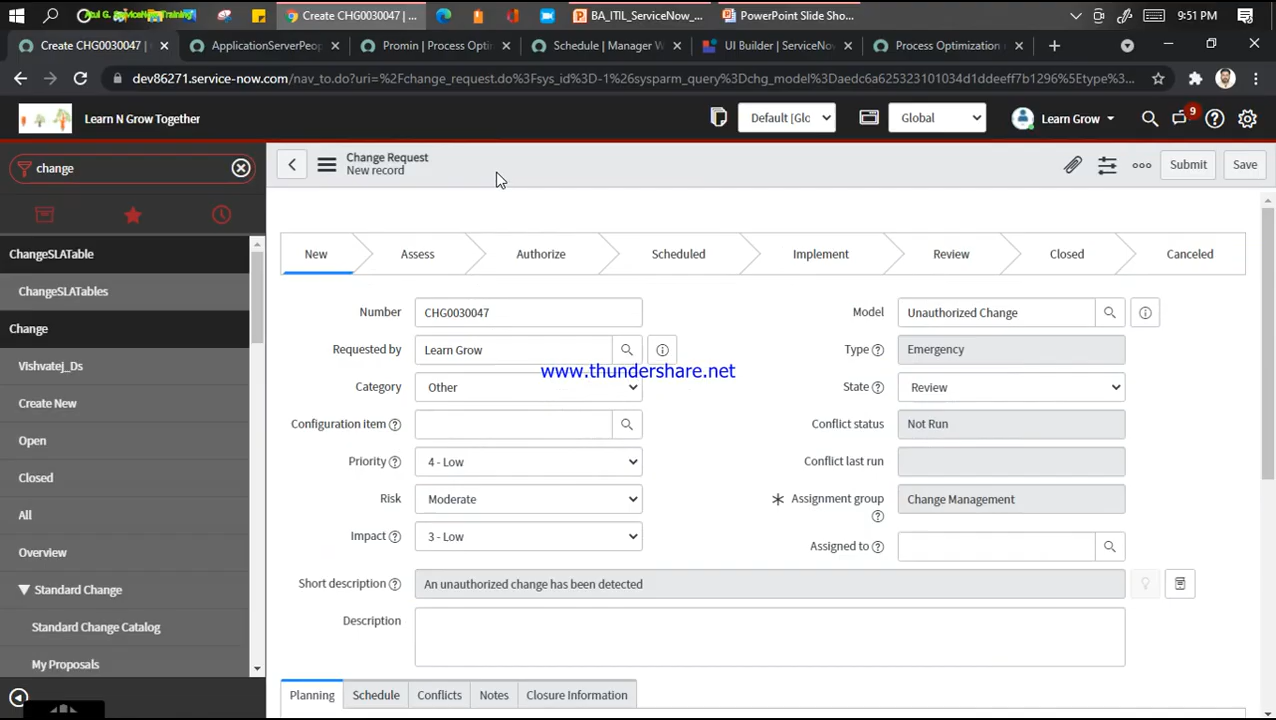 Atul G. ServiceNow Training
Create CHG0030047 | ...
BA_ITIL_ServiceNow_...
PowerPoint Slide Sho...
9:51 PM
Create CHG0030047 |
ApplicationServerPeop
Promin | Process Optim
Schedule | Manager W
UI Builder | ServiceNo
Process Optimization
dev86271.service-now.com/nav_to.do?uri=%2Fchange_request.do%3Fsys_id%3D-1%26sysparm_query%3Dchg_model%3Daedc6a625323101034d1ddeeff7b1296%5Etype%3...
Learn N Grow Together
Default [Glo
Global
Learn Grow
9
change
Change Request
New record
Submit
Save
ChangeSLATable
ChangeSLATables
Change
Vishvatej_Ds
Create New
Open
Closed
All
Overview
Standard Change
Standard Change Catalog
My Proposals
New
Assess
Authorize
Scheduled
Implement
Review
Closed
Canceled
Number
CHG0030047
Model
Unauthorized Change
Requested by
Learn Grow
Type
Emergency
www.thundershare.net
Category
Other
State
Review
Configuration item
Conflict status
Not Run
Priority
4 - Low
Conflict last run
Risk
Moderate
Assignment group
Change Management
Impact
3 - Low
Assigned to
Short description
An unauthorized change has been detected
Description
Planning
Schedule
Conflicts
Notes
Closure Information